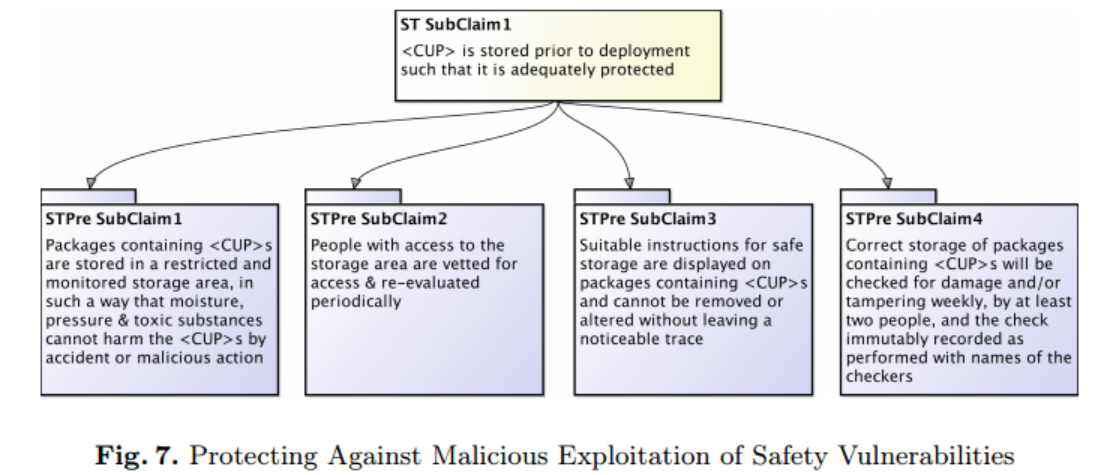 ST SubClaim1
<CUP> is stored prior to deployment
such that it is adequately protected
STPre SubClaim1
Packages containing <CUP>s
are stored in a restricted and
monitored storage area, in
such a way that moisture,
pressure & toxic substances
cannot harm the <CUP>s by
accident or malicious action
STPre SubClaim2
People with access to the
storage area are vetted for
access & re-evaluated
periodically
STPre SubClaim3
Suitable instructions for safe
storage are displayed on
packages containing <CUP>s
and cannot be removed or
altered without leaving a
noticeable trace
STPre SubClaim4
Correct storage of packages
containing <CUP>s will be
checked for damage and/or
tampering weekly, by at least
two people, and the check
immutably recorded as
performed with names of the
checkers
Fig. 7. Protecting Against Malicious Exploitation of Safety Vulnerabilities